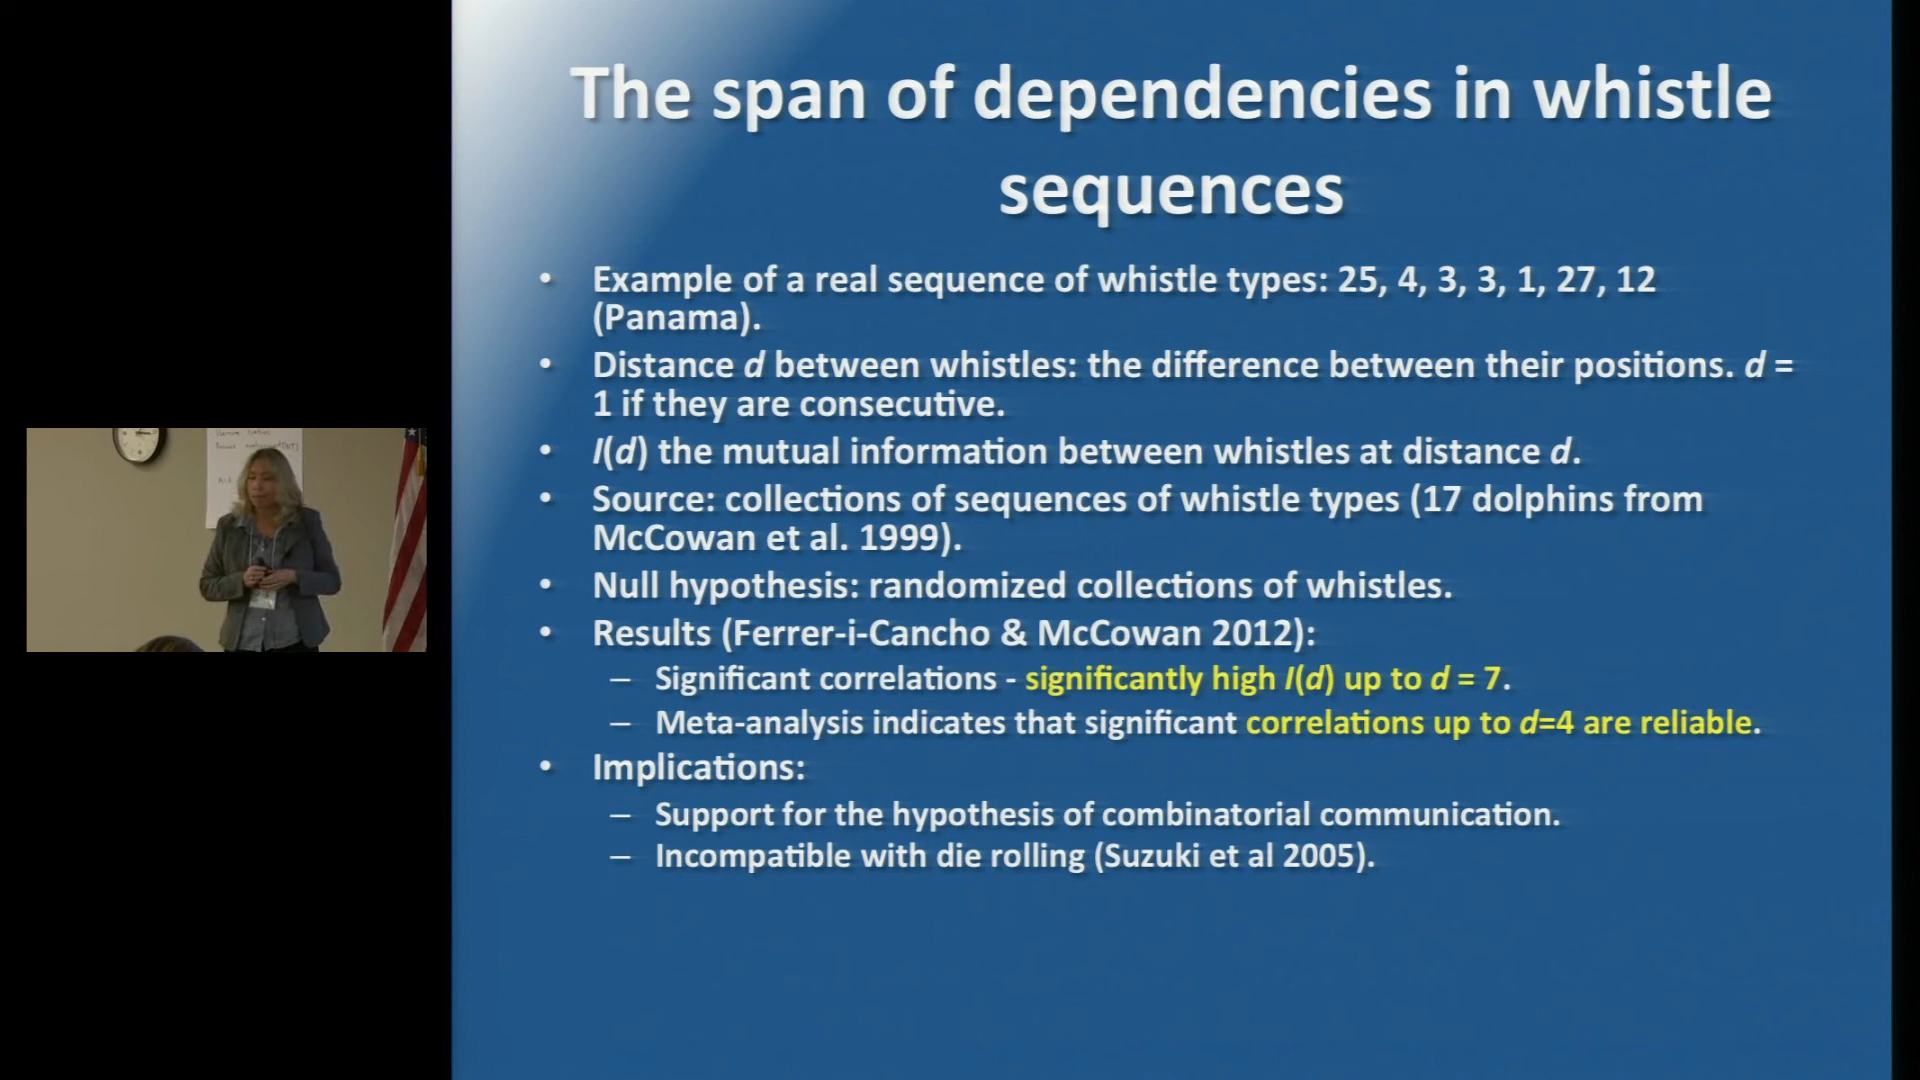 The span of dependencies in whistle
sequences
• Example of a real sequence of whistle types: 25, 4, 3, 3, 1, 27, 12
(Panama).
• Distance d between whistles: the difference between their positions. d =
1 if they are consecutive.
• I(d) the mutual information between whistles at distance d.
• Source: collections of sequences of whistle types (17 dolphins from
McCowan et al. 1999).
• Null hypothesis: randomized collections of whistles.
• Results (Ferrer-i-Cancho & McCowan 2012):
– Significant correlations - significantly high I(d) up to d = 7.
– Meta-analysis indicates that significant correlations up to d=4 are reliable.
• Implications:
– Support for the hypothesis of combinatorial communication.
– Incompatible with die rolling (Suzuki et al 2005).